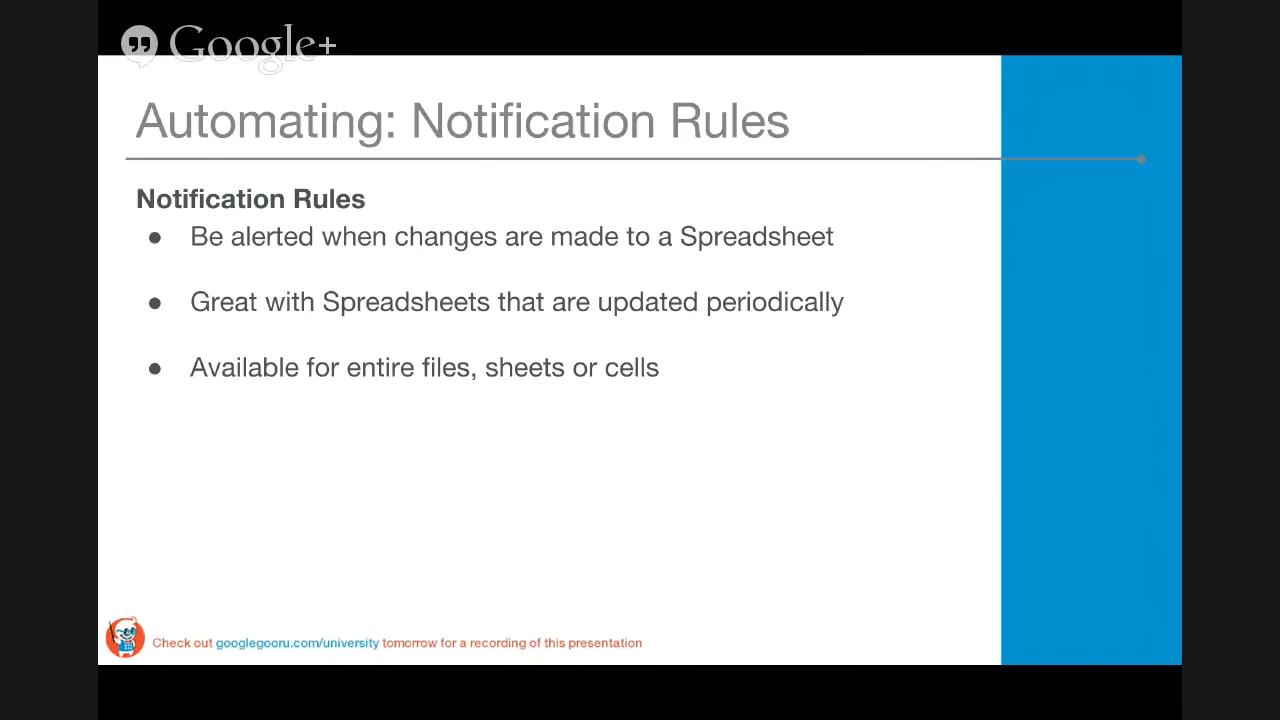 Google+
Automating: Notification Rules
Notification Rules
● Be alerted when changes are made to a Spreadsheet
● Great with Spreadsheets that are updated periodically
● Available for entire files, sheets or cells
Check out googlegooru.com/university tomorrow for a recording of this presentation